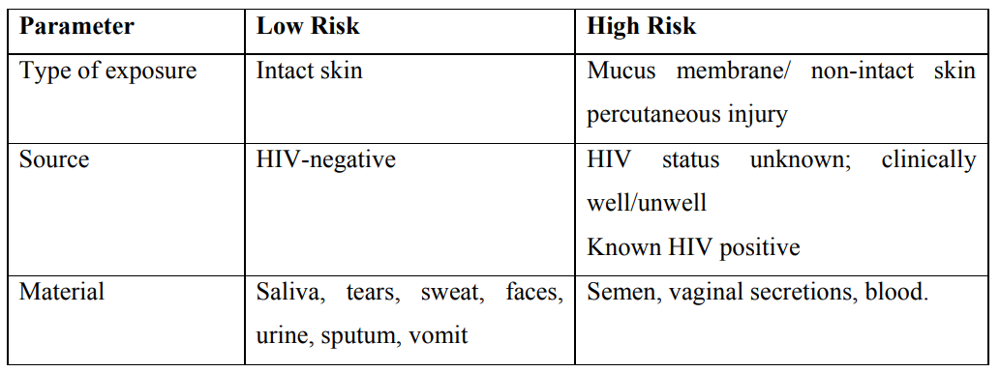 Parameter Low Risk High Risk
Type of exposure Intact skin Mucus membrane/ non-intact skin
percutaneous injury
Source HIV-negative HIV status unknown; clinically
well/unwell
Known HIV positive
Material Saliva, tears, sweat, faces, Semen, vaginal secretions, blood.
urine, sputum, vomit